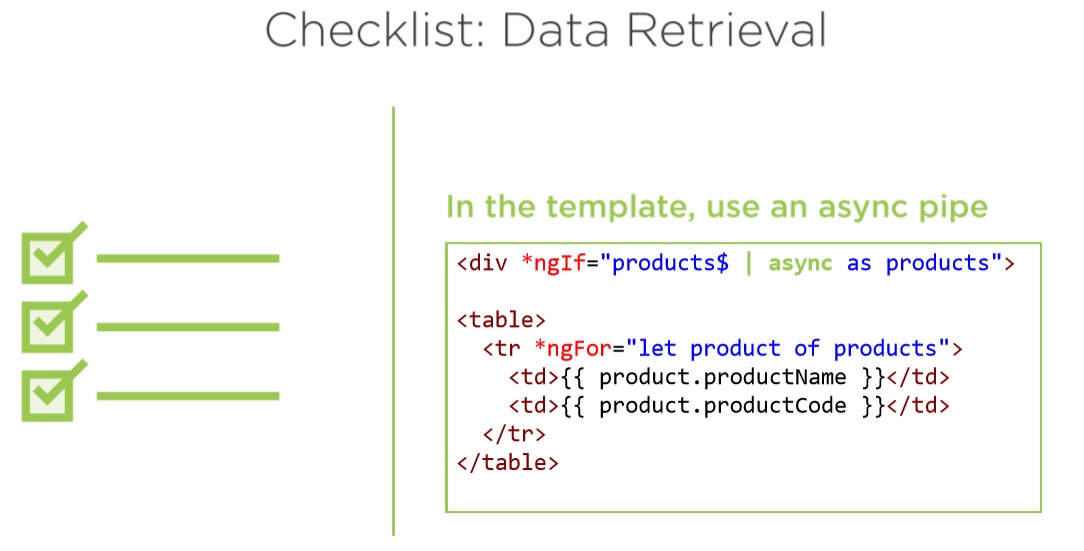 Checklist: Data Retrieval
In the template, use an async pipe
<div *ngIf="products$ | async as products">
<table>
<tr *ngFor="let product of products">
<td>{{ product.productName }}</td>
<td>{{ product.productCode }}</td>
</tr>
</table>